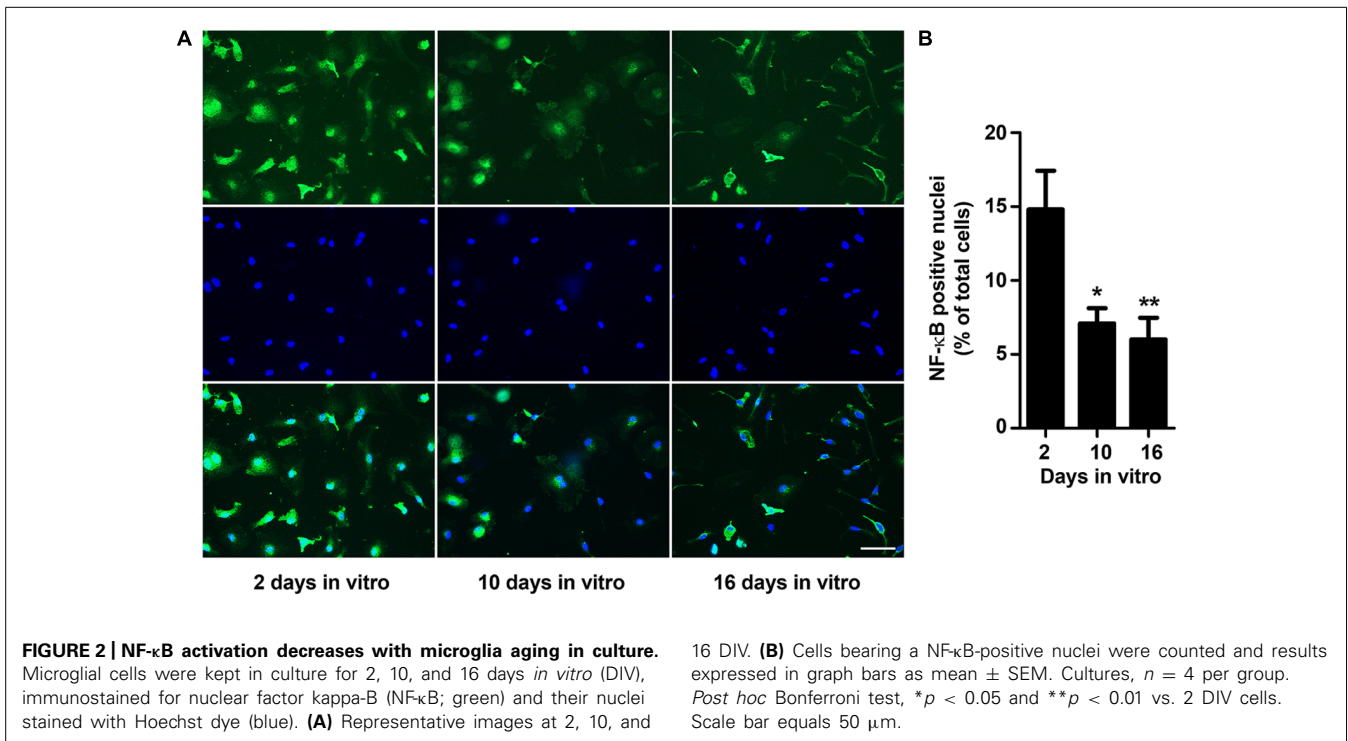 A
B
2 days in vitro
10 days in vitro
16 days in vitro
NF-κB positive nuclei
(% of total cells)
20
15
10
5
0
*
**
2
10
16
Days in vitro
FIGURE 2 | NF-κB activation decreases with microglia aging in culture.
Microglial cells were kept in culture for 2, 10, and 16 days in vitro (DIV),
immunostained for nuclear factor kappa-B (NF-κB; green) and their nuclei
stained with Hoechst dye (blue). (A) Representative images at 2, 10, and
16 DIV. (B) Cells bearing a NF-κB-positive nuclei were counted and results
expressed in graph bars as mean ± SEM. Cultures, n = 4 per group.
Post hoc Bonferroni test, *p < 0.05 and **p < 0.01 vs. 2 DIV cells.
Scale bar equals 50 μm.